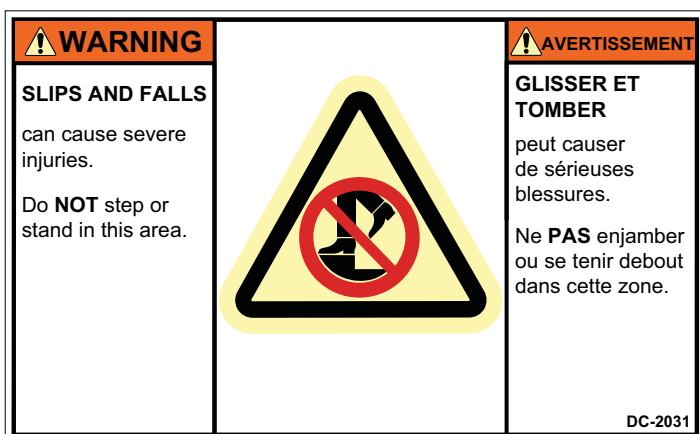 WARNING
SLIPS AND FALLS
can cause severe
injuries.
Do NOT step or
stand in this area.
AVERTISSEMENT
GLISSER ET
TOMBER
peut causer
de sérieuses
blessures.
Ne PAS enjamber
ou se tenir debout
dans cette zone.
DC-2031